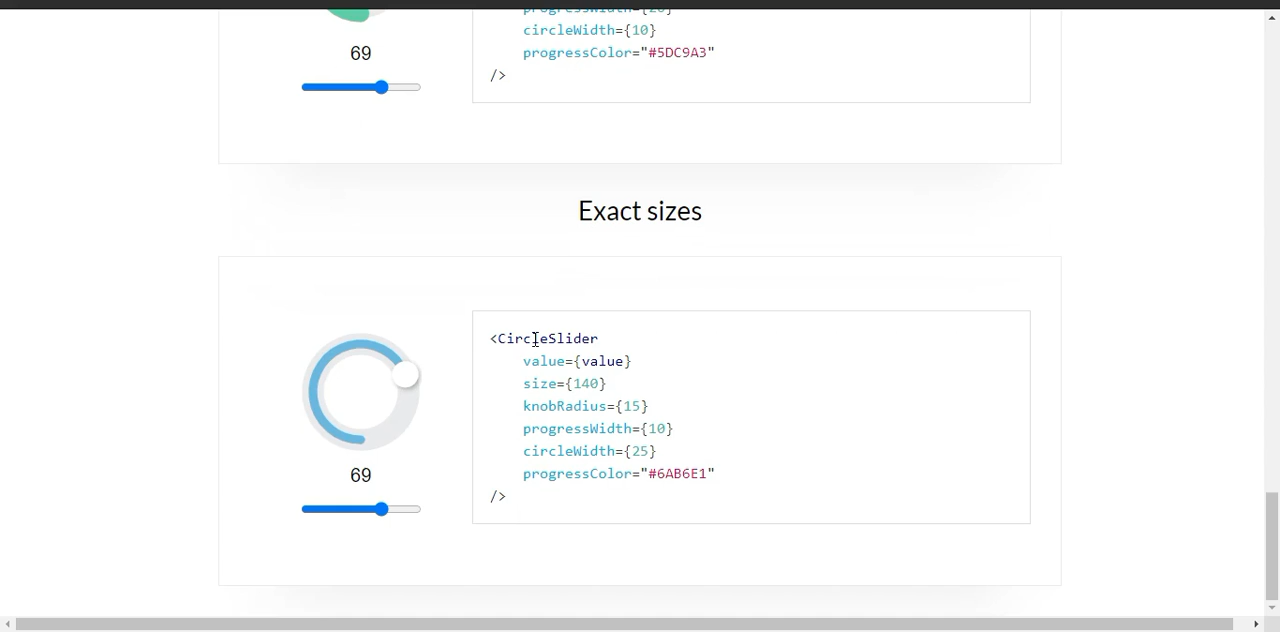 circleWidth={10}
progressColor="#5DC9A3"
/>
69
Exact sizes
<CircleSlider
value={value}
size={140}
knobRadius={15}
progressWidth={10}
circleWidth={25}
progressColor="#6AB6E1"
/>
69